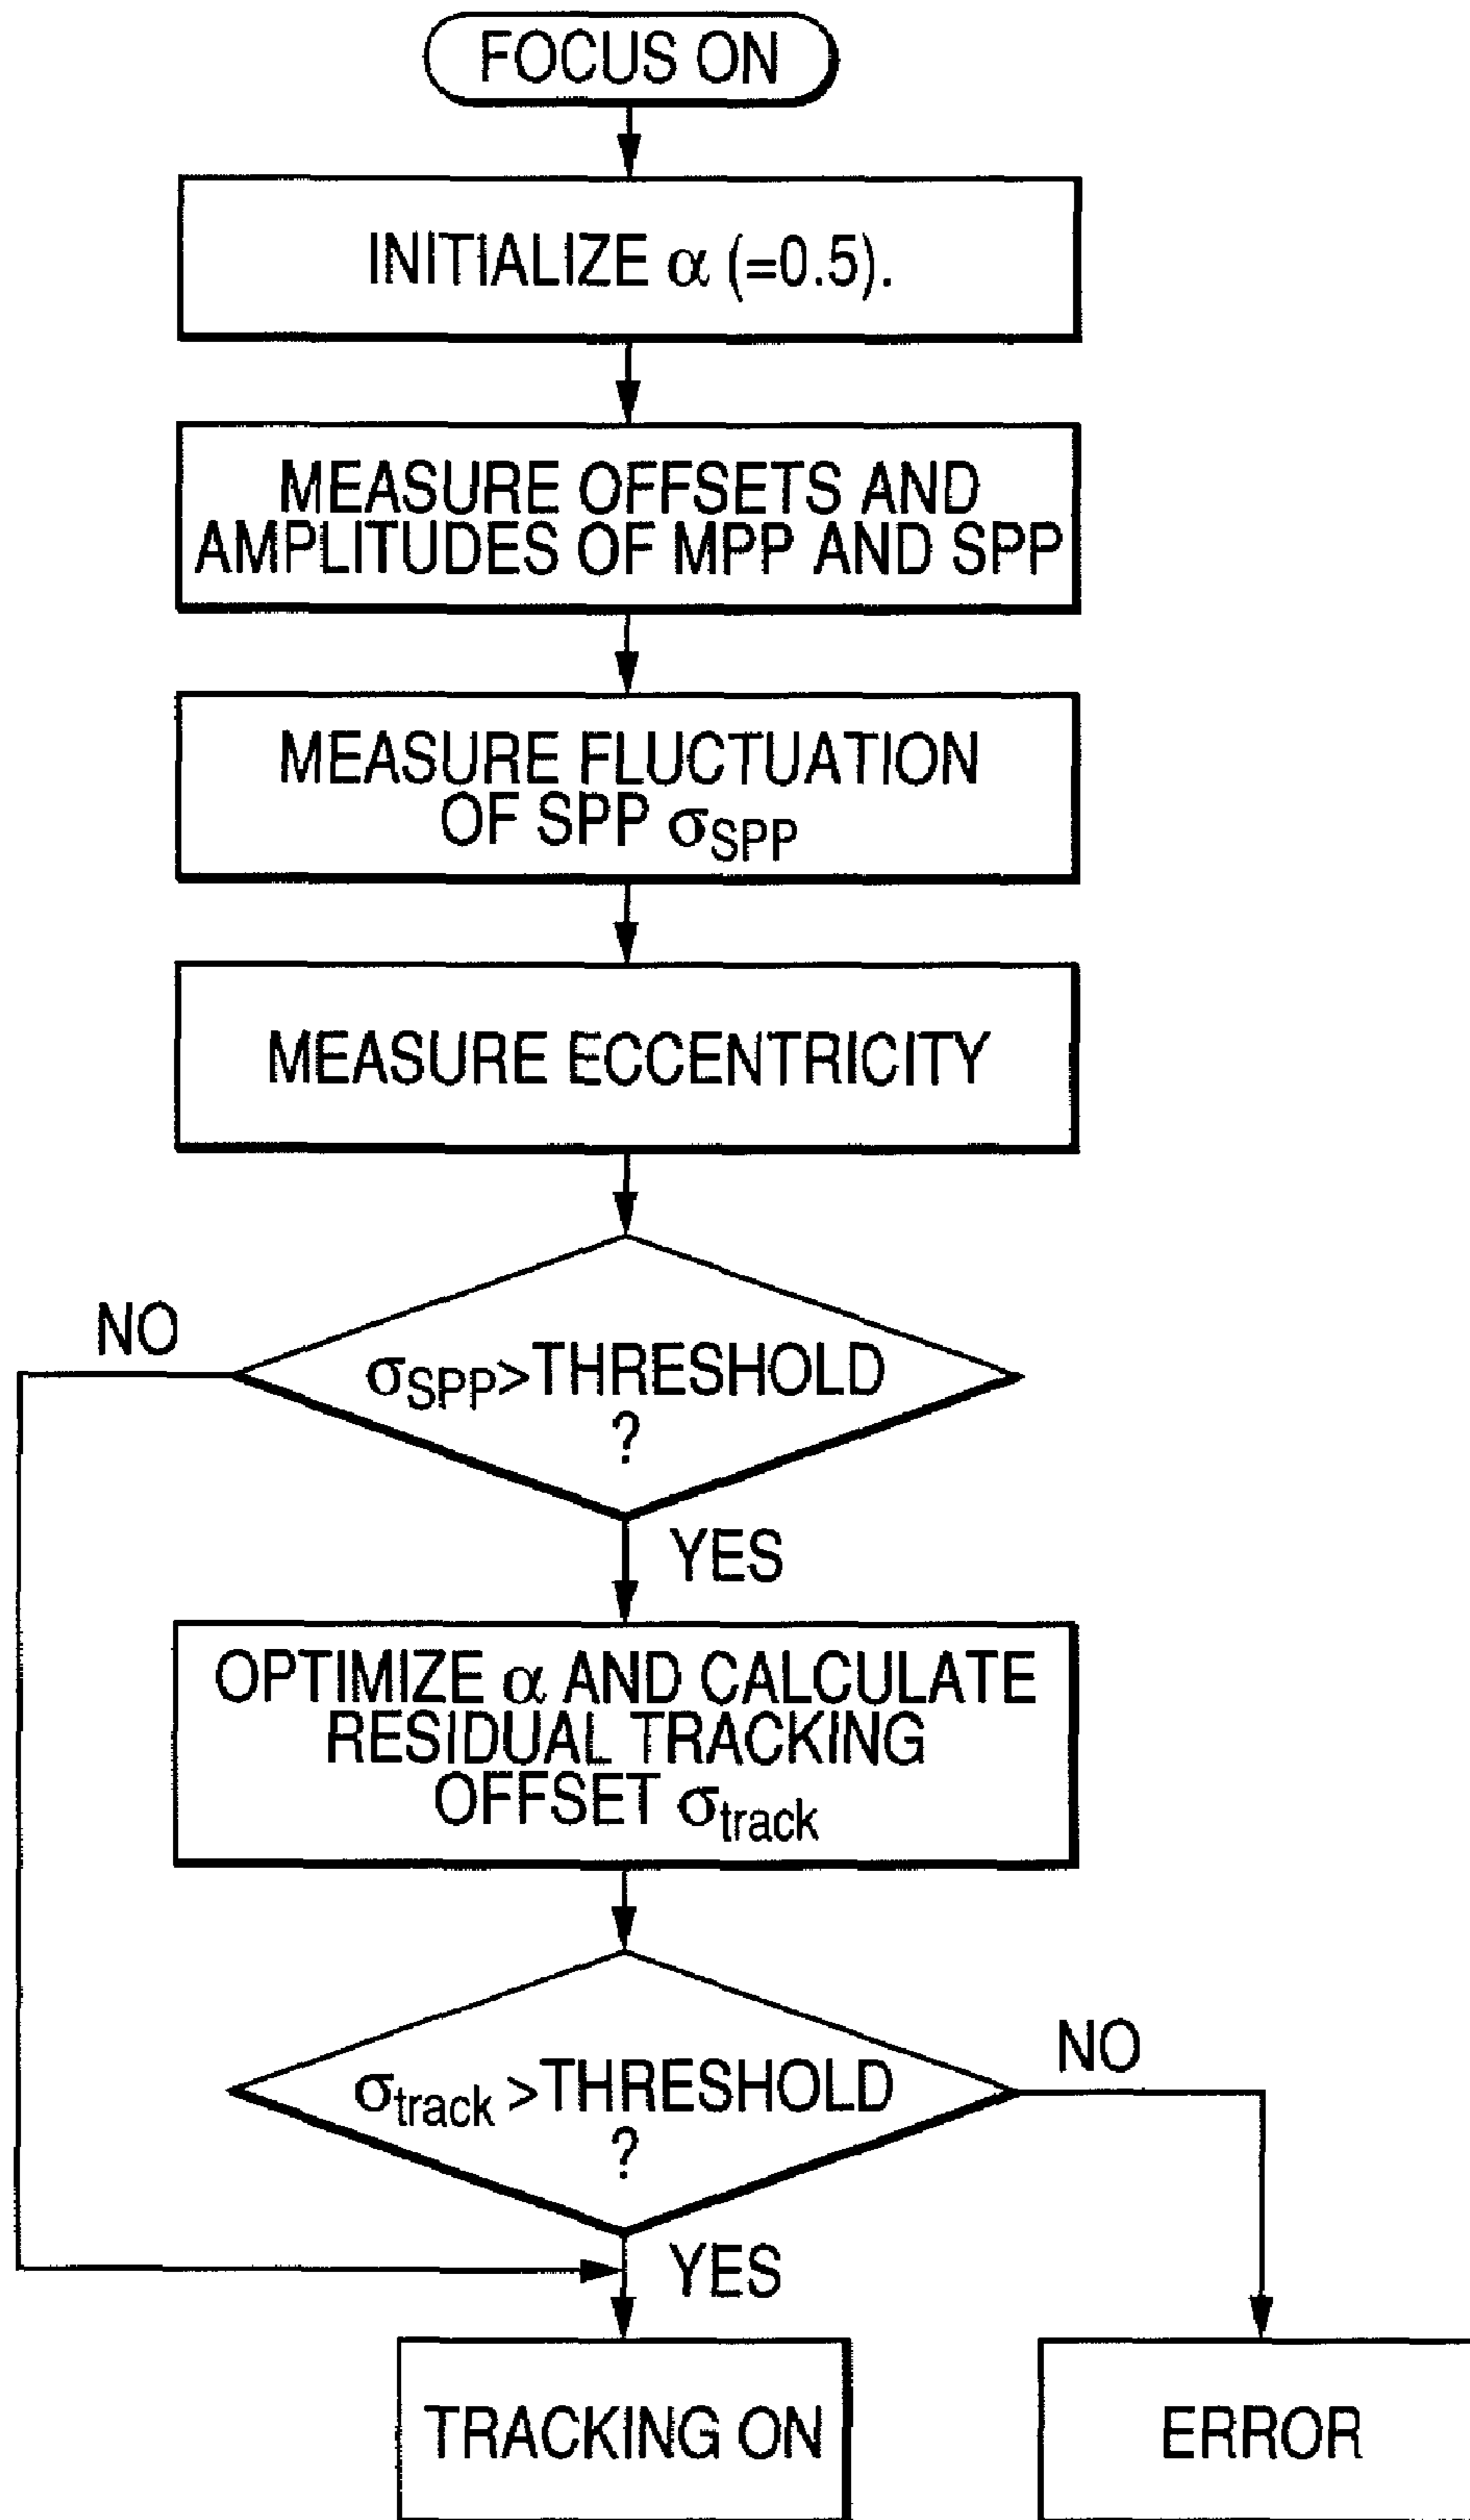 FOCUS ON
INITIALIZE α (=0.5).
MEASURE OFFSETS AND
AMPLITUDES OF MPP AND SPP
MEASURE FLUCTUATION
OF SPP σSPP
MEASURE ECCENTRICITY
NO
σSPP>THRESHOLD
?
YES
OPTIMIZE α AND CALCULATE
RESIDUAL TRACKING
OFFSET σtrack
NO
σtrack >THRESHOLD
?
YES
TRACKING ON
ERROR